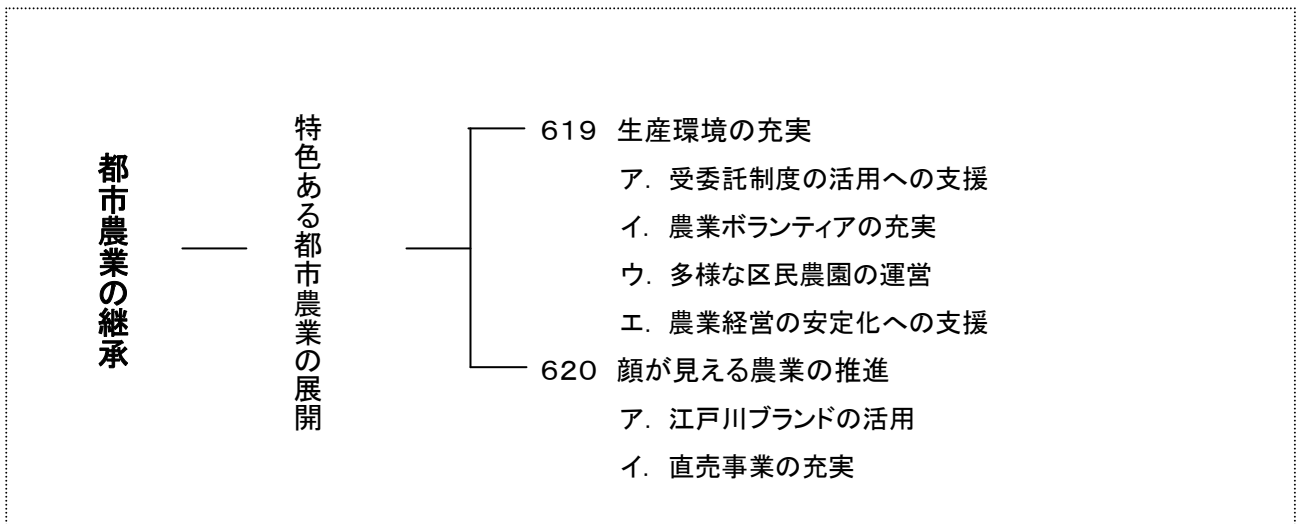 都市農業の継承
特色ある都市農業の展開
619 生産環境の充実
ア. 受委託制度の活用への支援
イ. 農業ボランティアの充実
ウ. 多様な区民農園の運営
エ. 農業経営の安定化への支援
620 顔が見える農業の推進
ア. 江戸川ブランドの活用
イ. 直売事業の充実